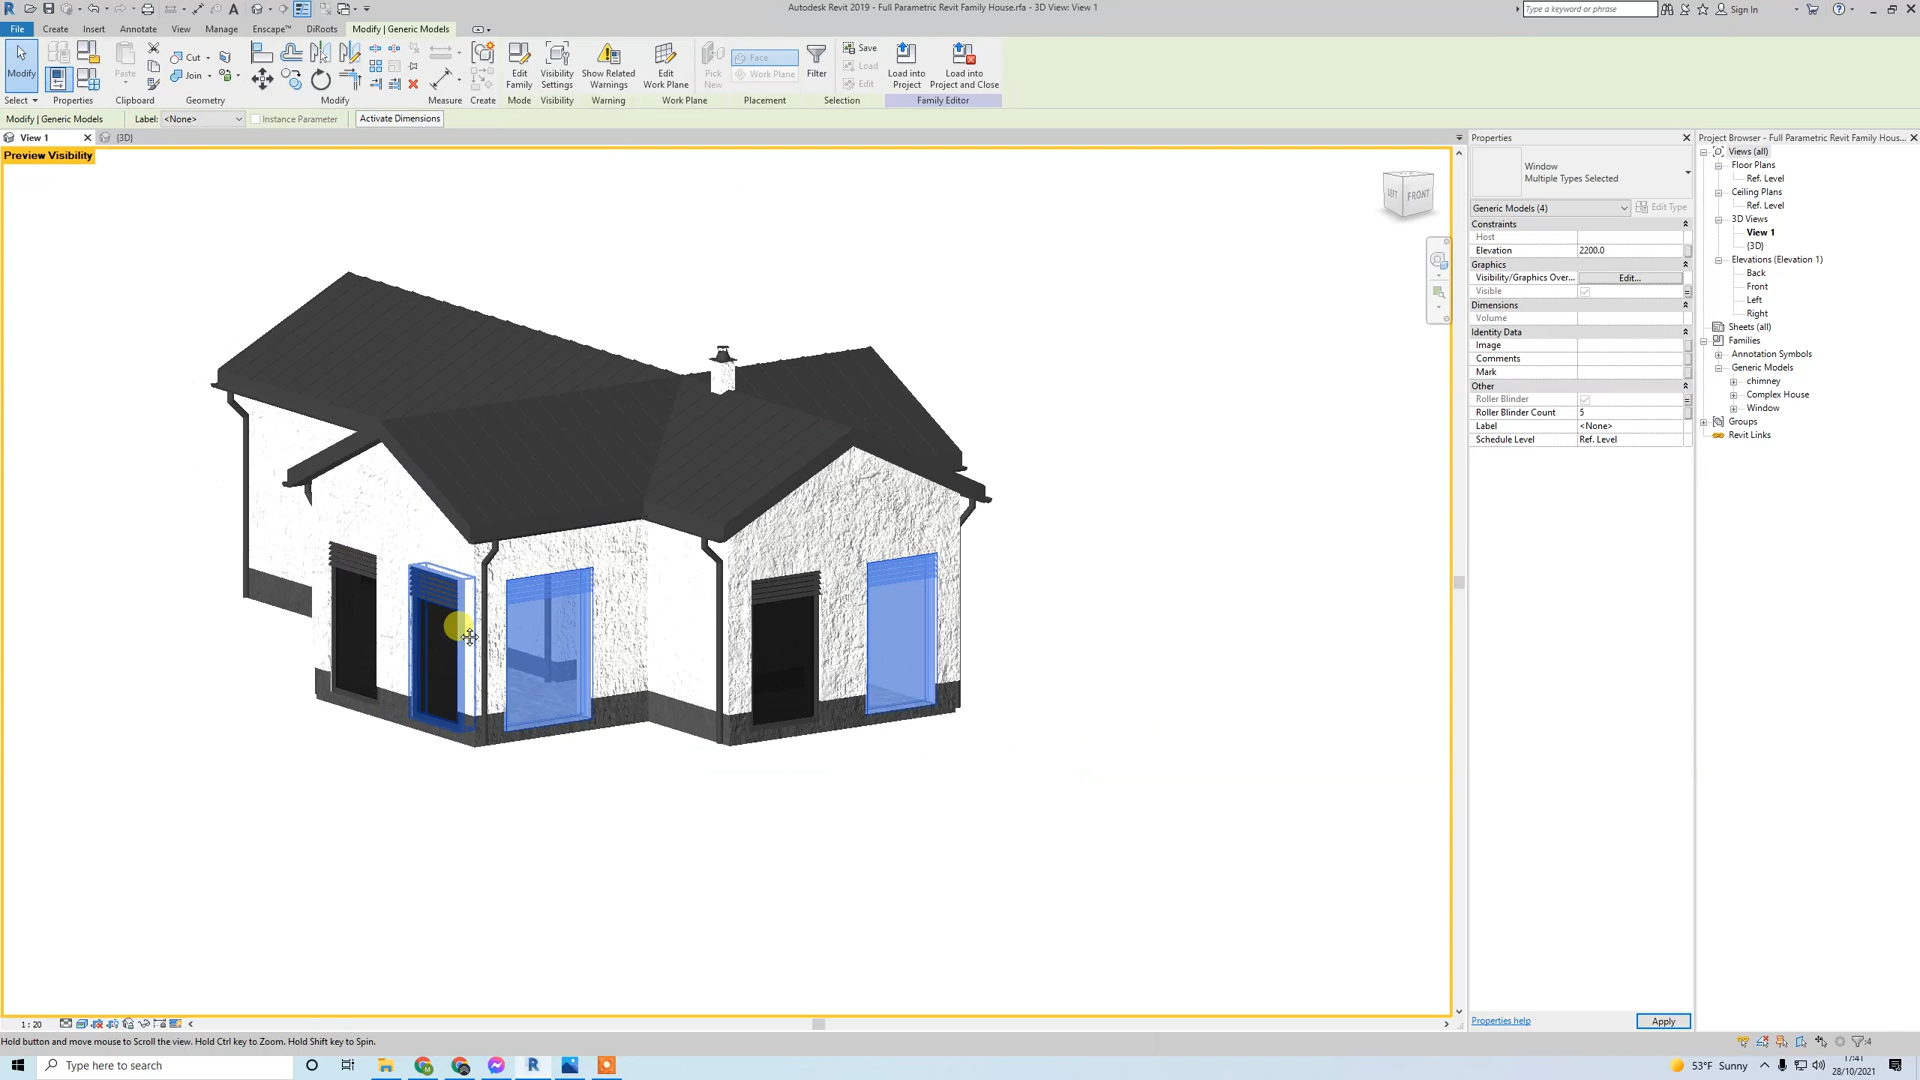 Autodesk Revit 2019 - Full Parametric Revit Family House.rfa - 3D View: View 1
Type a keyword or phrase
Sign In
File Create Insert Annotate View Manage Enscape™ DiRoots Modify | Generic Models
Modify
Select
Properties
Paste
Clipboard
Cut
Join
Geometry
Modify
Measure
Create
Edit Family
Mode
Visibility Settings
Visibility
Show Related Warnings
Warning
Edit Work Plane
Work Plane
Pick New
Face
Work Plane
Placement
Filter
Save
Load
Edit
Selection
Load into Project
Load into Project and Close
Family Editor
Modify | Generic Models
Label: <None>
Instance Parameter
Activate Dimensions
View 1
{3D}
Preview Visibility
LEFT
FRONT
Properties
Window
Multiple Types Selected
Generic Models (4)
Edit Type
Constraints
Host
Elevation 2200.0
Graphics
Visibility/Graphics Over... Edit...
Visible
Dimensions
Volume
Identity Data
Image
Comments
Mark
Other
Roller Blinder
Roller Blinder Count 5
Label <None>
Schedule Level Ref. Level
Properties help
Apply
Project Browser - Full Parametric Revit Family Hous...
Views (all)
Floor Plans
Ref. Level
Ceiling Plans
Ref. Level
3D Views
View 1
{3D}
Elevations (Elevation 1)
Back
Front
Left
Right
Sheets (all)
Families
Annotation Symbols
Generic Models
chimney
Complex House
Window
Groups
Revit Links
1 : 20
Hold button and move mouse to Scroll the view. Hold Ctrl key to Zoom. Hold Shift key to Spin.
:4
Type here to search
53°F Sunny
17:41
28/10/2021